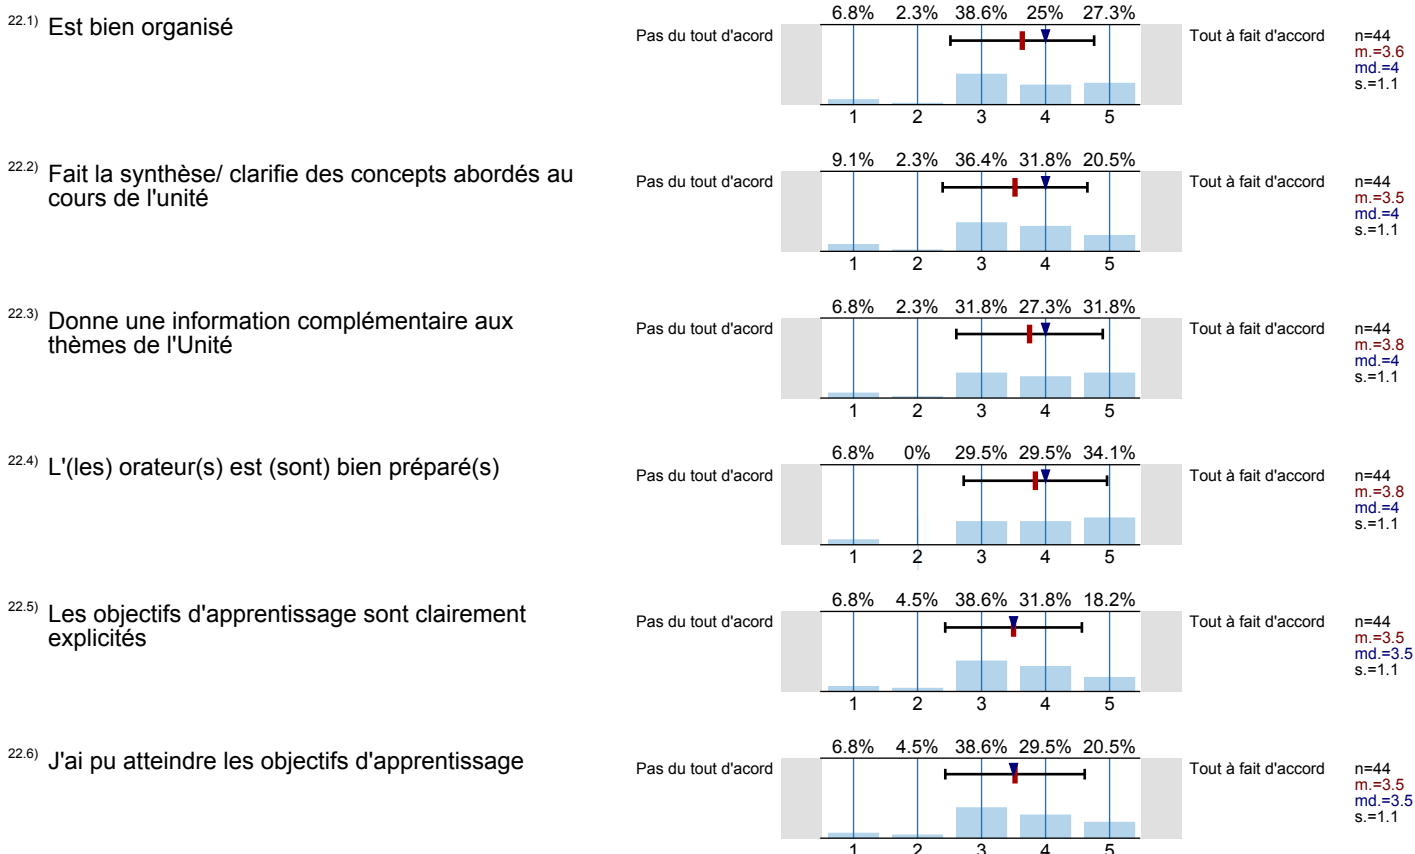 22.1) Est bien organisé
Pas du tout d'acord
6.8% 2.3% 38.6% 25% 27.3%
1 2 3 4 5
Tout à fait d'accord
n=44
m.=3.6
md.=4
s.=1.1
22.2) Fait la synthèse/ clarifie des concepts abordés au
cours de l'unité
Pas du tout d'acord
9.1% 2.3% 36.4% 31.8% 20.5%
1 2 3 4 5
Tout à fait d'accord
n=44
m.=3.5
md.=4
s.=1.1
22.3) Donne une information complémentaire aux
thèmes de l'Unité
Pas du tout d'acord
6.8% 2.3% 31.8% 27.3% 31.8%
1 2 3 4 5
Tout à fait d'accord
n=44
m.=3.8
md.=4
s.=1.1
22.4) L'(les) orateur(s) est (sont) bien préparé(s)
Pas du tout d'acord
6.8% 0% 29.5% 29.5% 34.1%
1 2 3 4 5
Tout à fait d'accord
n=44
m.=3.8
md.=4
s.=1.1
22.5) Les objectifs d'apprentissage sont clairement
explicités
Pas du tout d'acord
6.8% 4.5% 38.6% 31.8% 18.2%
1 2 3 4 5
Tout à fait d'accord
n=44
m.=3.5
md.=3.5
s.=1.1
22.6) J'ai pu atteindre les objectifs d'apprentissage
Pas du tout d'acord
6.8% 4.5% 38.6% 29.5% 20.5%
1 2 3 4 5
Tout à fait d'accord
n=44
m.=3.5
md.=3.5
s.=1.1